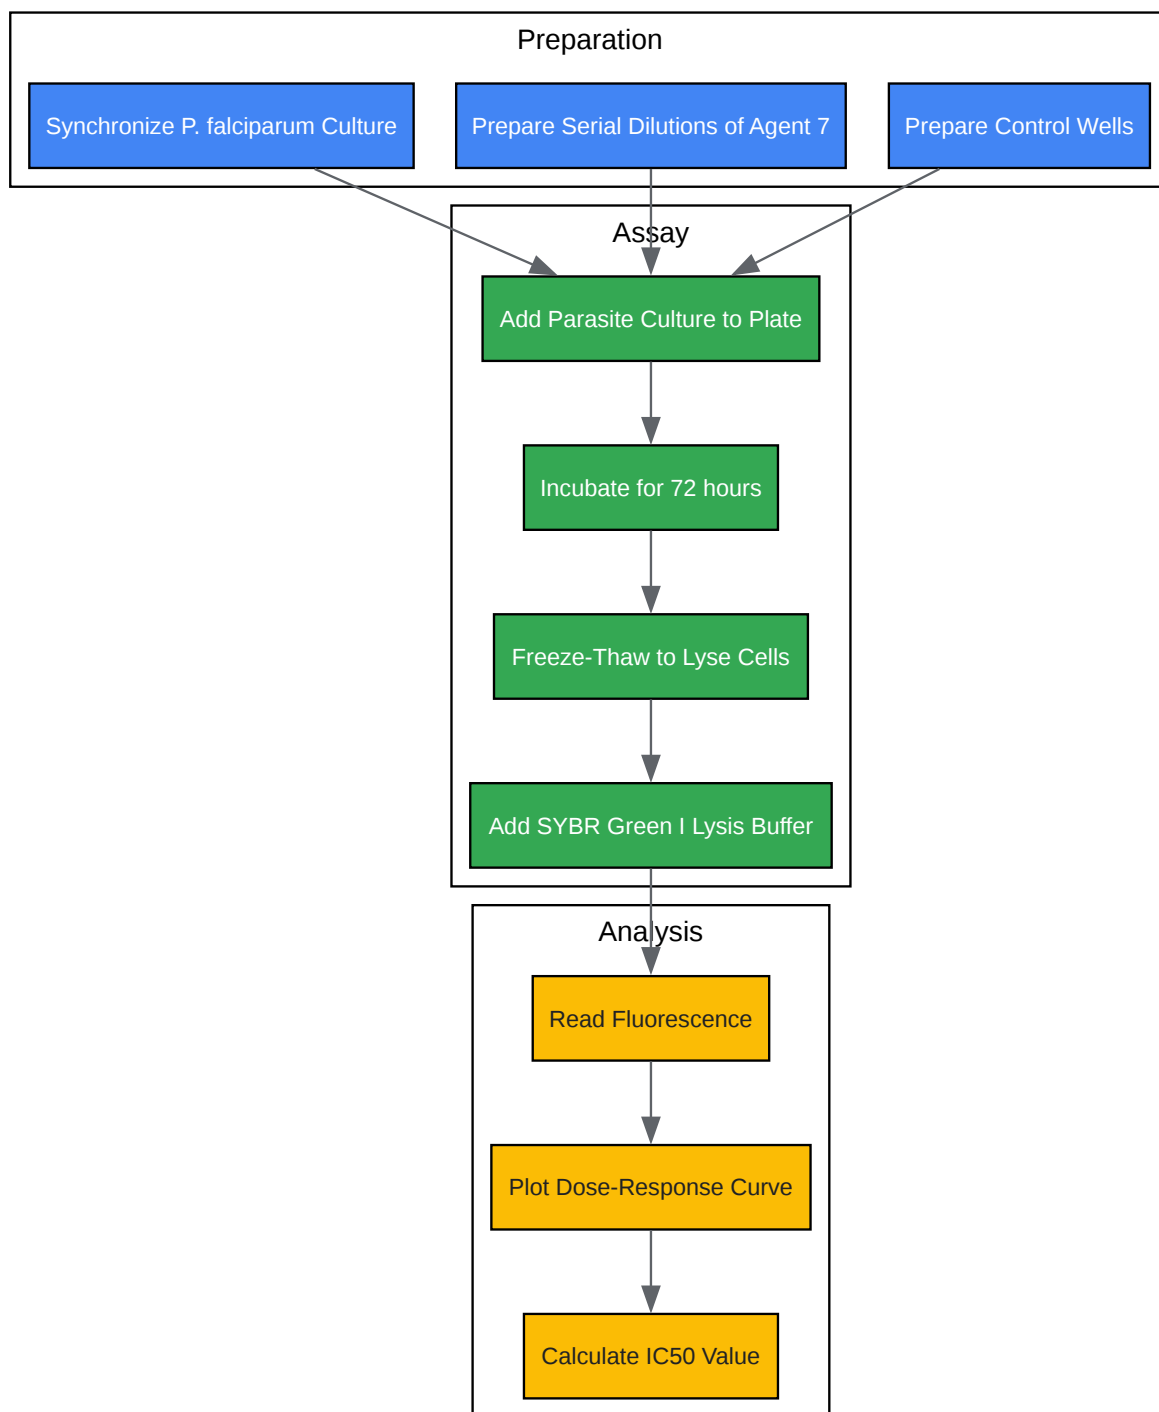 Preparation
Synchronize P. falciparum Culture
Prepare Serial Dilutions of Agent 7
Prepare Control Wells
Assay
Add Parasite Culture to Plate
Incubate for 72 hours
Freeze-Thaw to Lyse Cells
Add SYBR Green I Lysis Buffer
Analysis
Read Fluorescence
Plot Dose-Response Curve
Calculate IC50 Value